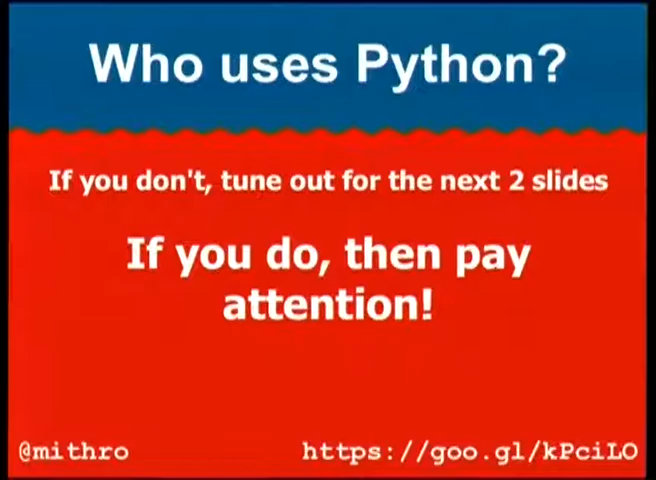 Who uses Python?
If you don't, tune out for the next 2 slides
If you do, then pay
attention!
@mithro
https://goo.gl/kPciLO